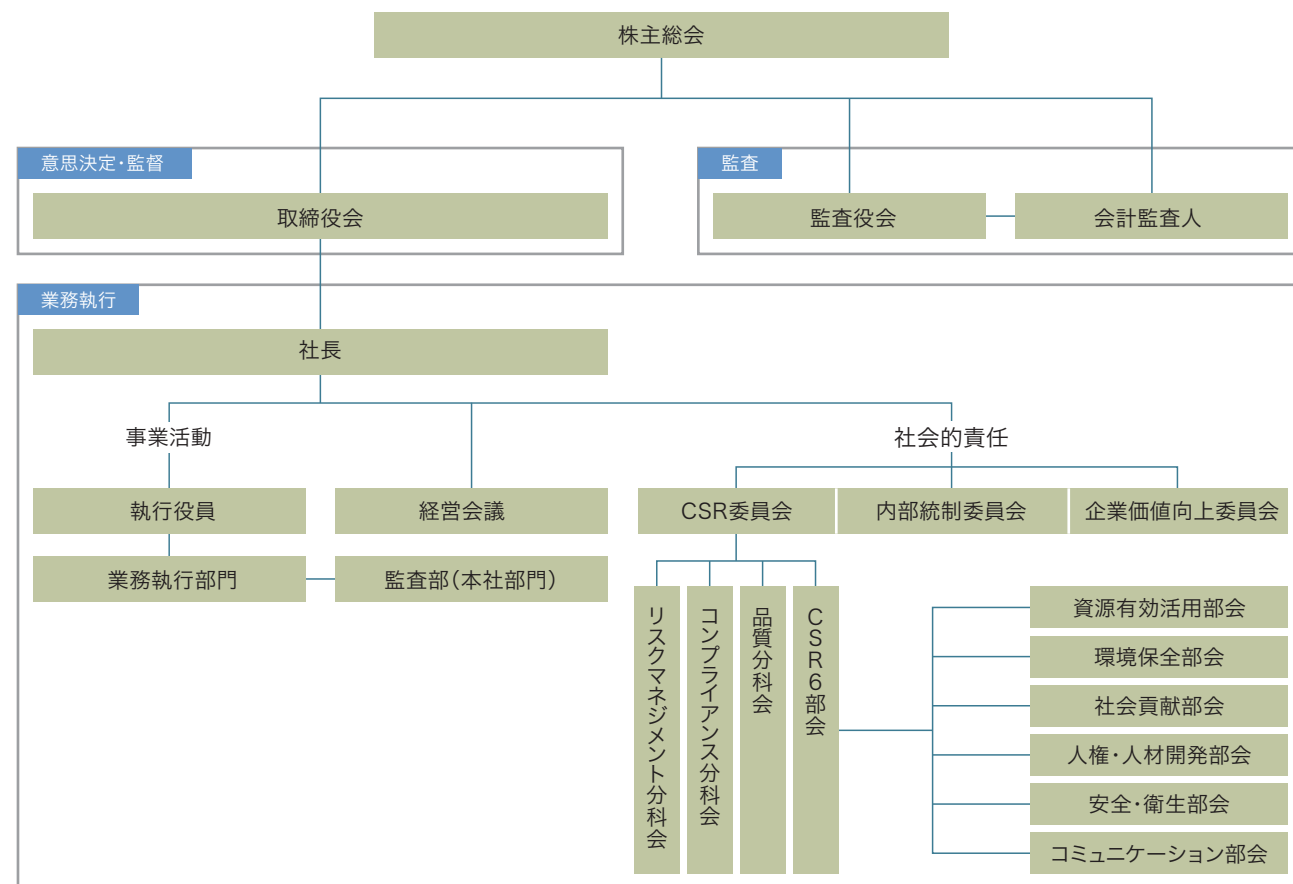 株主総会
意思決定・監督
監査
取締役会
監査役会
会計監査人
業務執行
社長
事業活動
社会的責任
執行役員
経営会議
CSR委員会
内部統制委員会
企業価値向上委員会
業務執行部門
監査部（本社部門）
リスクマネジメント分科会
コンプライアンス分科会
品質分科会
CSR6部会
資源有効活用部会
環境保全部会
社会貢献部会
人権・人材開発部会
安全・衛生部会
コミュニケーション部会